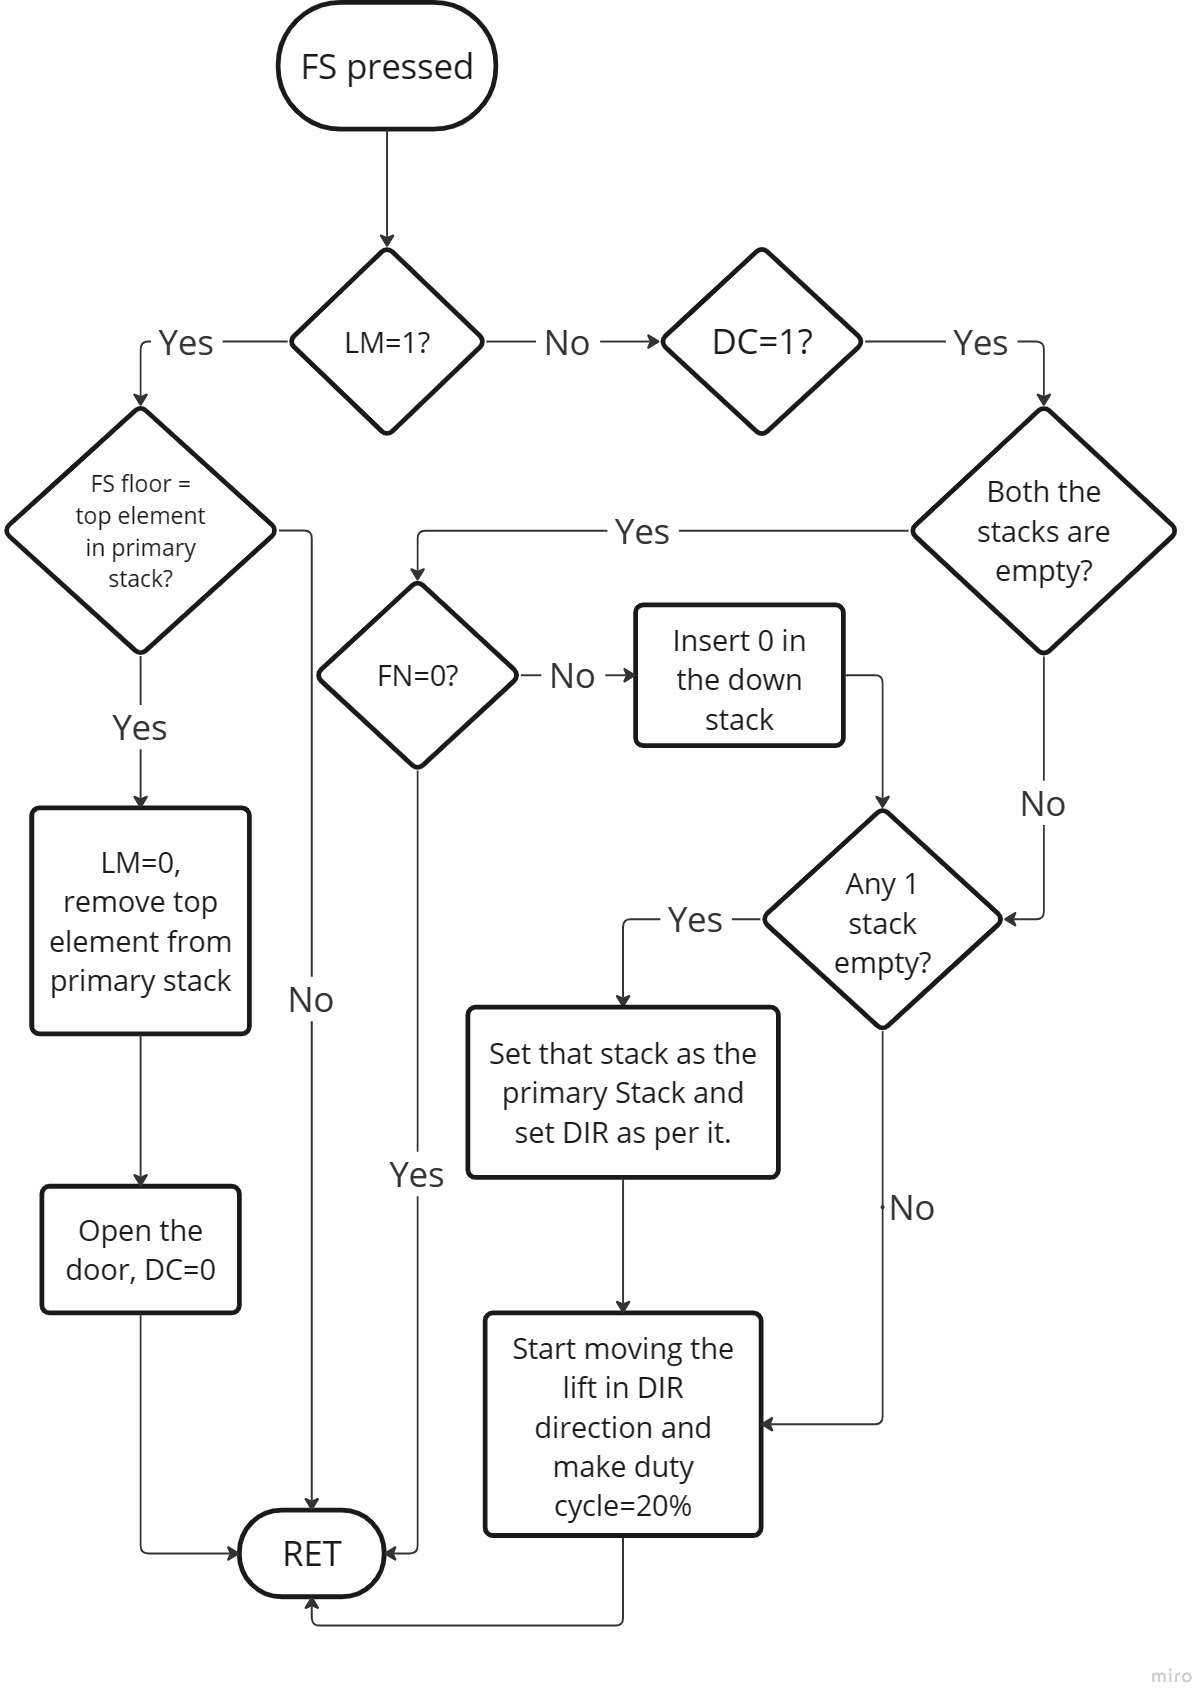 FS pressed
LM=1?
Yes
No
DC=1?
Yes
FS floor =
top element
in primary
stack?
Both the
stacks are
empty?
Yes
FN=0?
No
Insert 0 in
the down
stack
Yes
No
LM=0,
remove top
element from
primary stack
Any 1
stack
empty?
Yes
No
Set that stack as the
primary Stack and
set DIR as per it.
Yes
No
Open the
door, DC=0
Start moving the
lift in DIR
direction and
make duty
cycle=20%
RET
miro